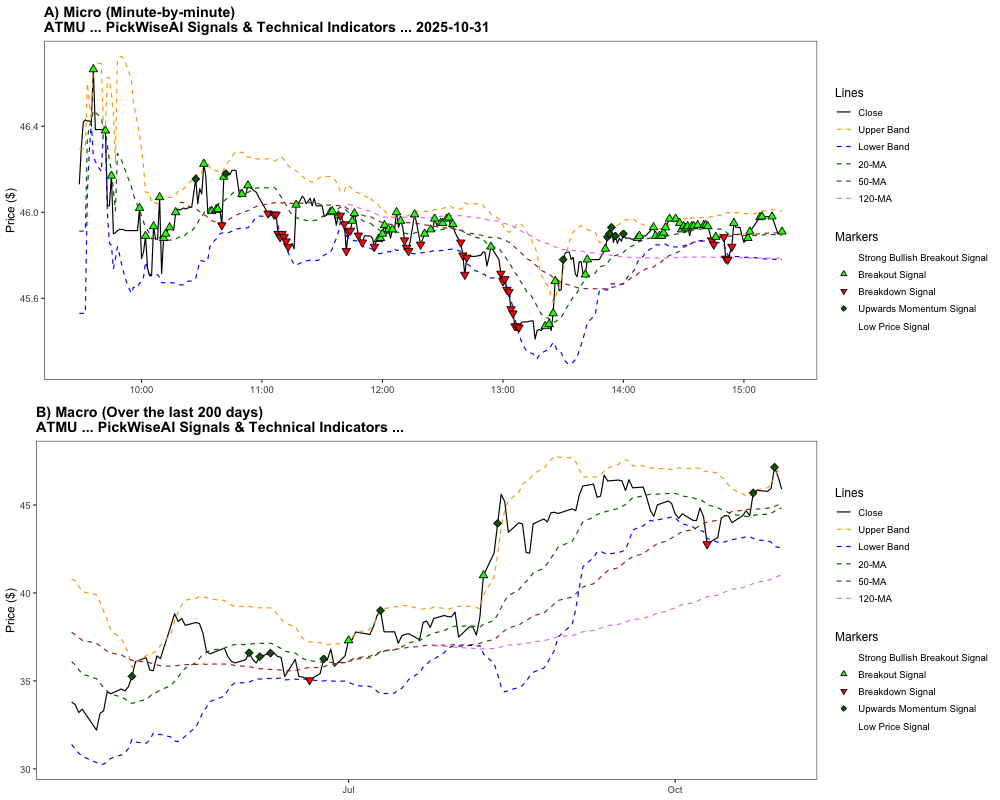 A) Micro (Minute-by-minute)
ATMU ... PickWiseAI Signals & Technical Indicators ... 2025-10-31
Price ($)
46.4
46.0
45.6
10:00
11:00
12:00
13:00
14:00
15:00
Lines
Close
Upper Band
Lower Band
20-MA
50-MA
120-MA
Markers
Strong Bullish Breakout Signal
Breakout Signal
Breakdown Signal
Upwards Momentum Signal
Low Price Signal
B) Macro (Over the last 200 days)
ATMU ... PickWiseAI Signals & Technical Indicators ...
Price ($)
45
40
35
30
Jul
Oct
Lines
Close
Upper Band
Lower Band
20-MA
50-MA
120-MA
Markers
Strong Bullish Breakout Signal
Breakout Signal
Breakdown Signal
Upwards Momentum Signal
Low Price Signal